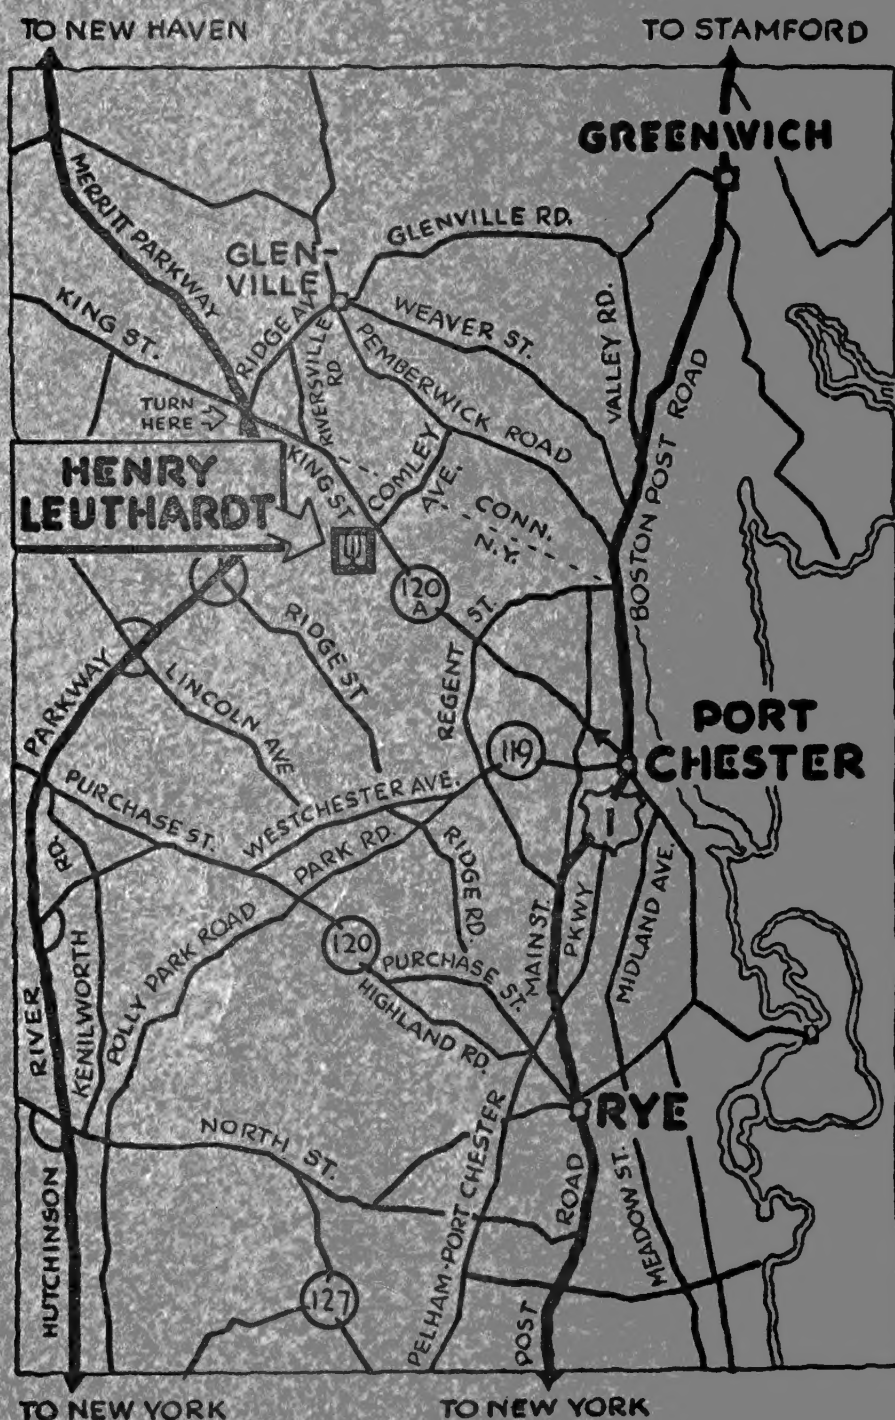 TO NEW HAVEN
TO STAMFORD
GREENWICH
MERRITT PARKWAY
GLENVILLE RD.
GLEN-
VILLE
KING ST.
RIDGE AV.
WEAVER ST.
VALLEY RD.
RIVERSVILLE
RD
PEMBERWICK ROAD
BOSTON POST ROAD
TURN
HERE
KING ST
COMLEY
AVE.
HENRY
LEUTHARDT
CONN.
N.Y.
120
A
RIDGE ST
REGENT ST.
LINCOLN AVE
PARKWAY
PORT
CHESTER
119
1
PURCHASE ST.
WESTCHESTER AVE.
PARK RD.
RIDGE RD.
RD.
MAIN ST.
PKWY
MIDLAND AVE.
POLLY PARK ROAD
120
PURCHASE ST.
HIGHLAND RD.
KENILWORTH
RIVER
RYE
NORTH ST.
PELHAM-PORT CHESTER
ROAD
MEADOW ST.
HUTCHINSON
127
POST
TO NEW YORK
TO NEW YORK